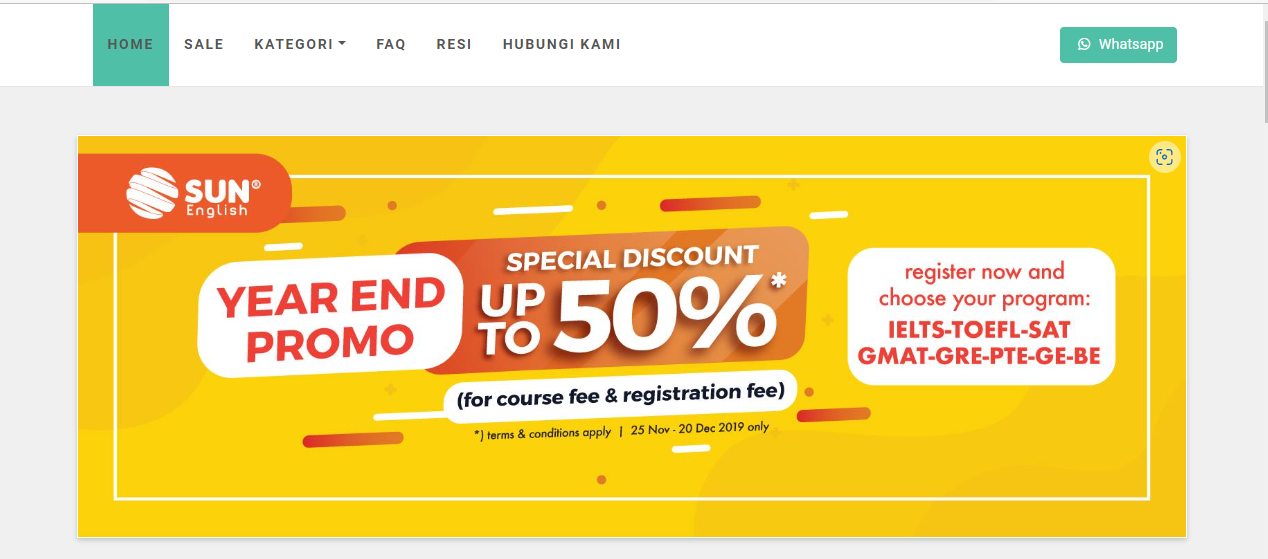 HOME SALE KATEGORI FAQ RESI HUBUNGI KAMI Whatsapp
SUN®
English
YEAR END
PROMO
SPECIAL DISCOUNT
UP TO 50%*
(for course fee & registration fee)
*) terms & conditions apply | 25 Nov - 20 Dec 2019 only
register now and
choose your program:
IELTS-TOEFL-SAT
GMAT-GRE-PTE-GE-BE